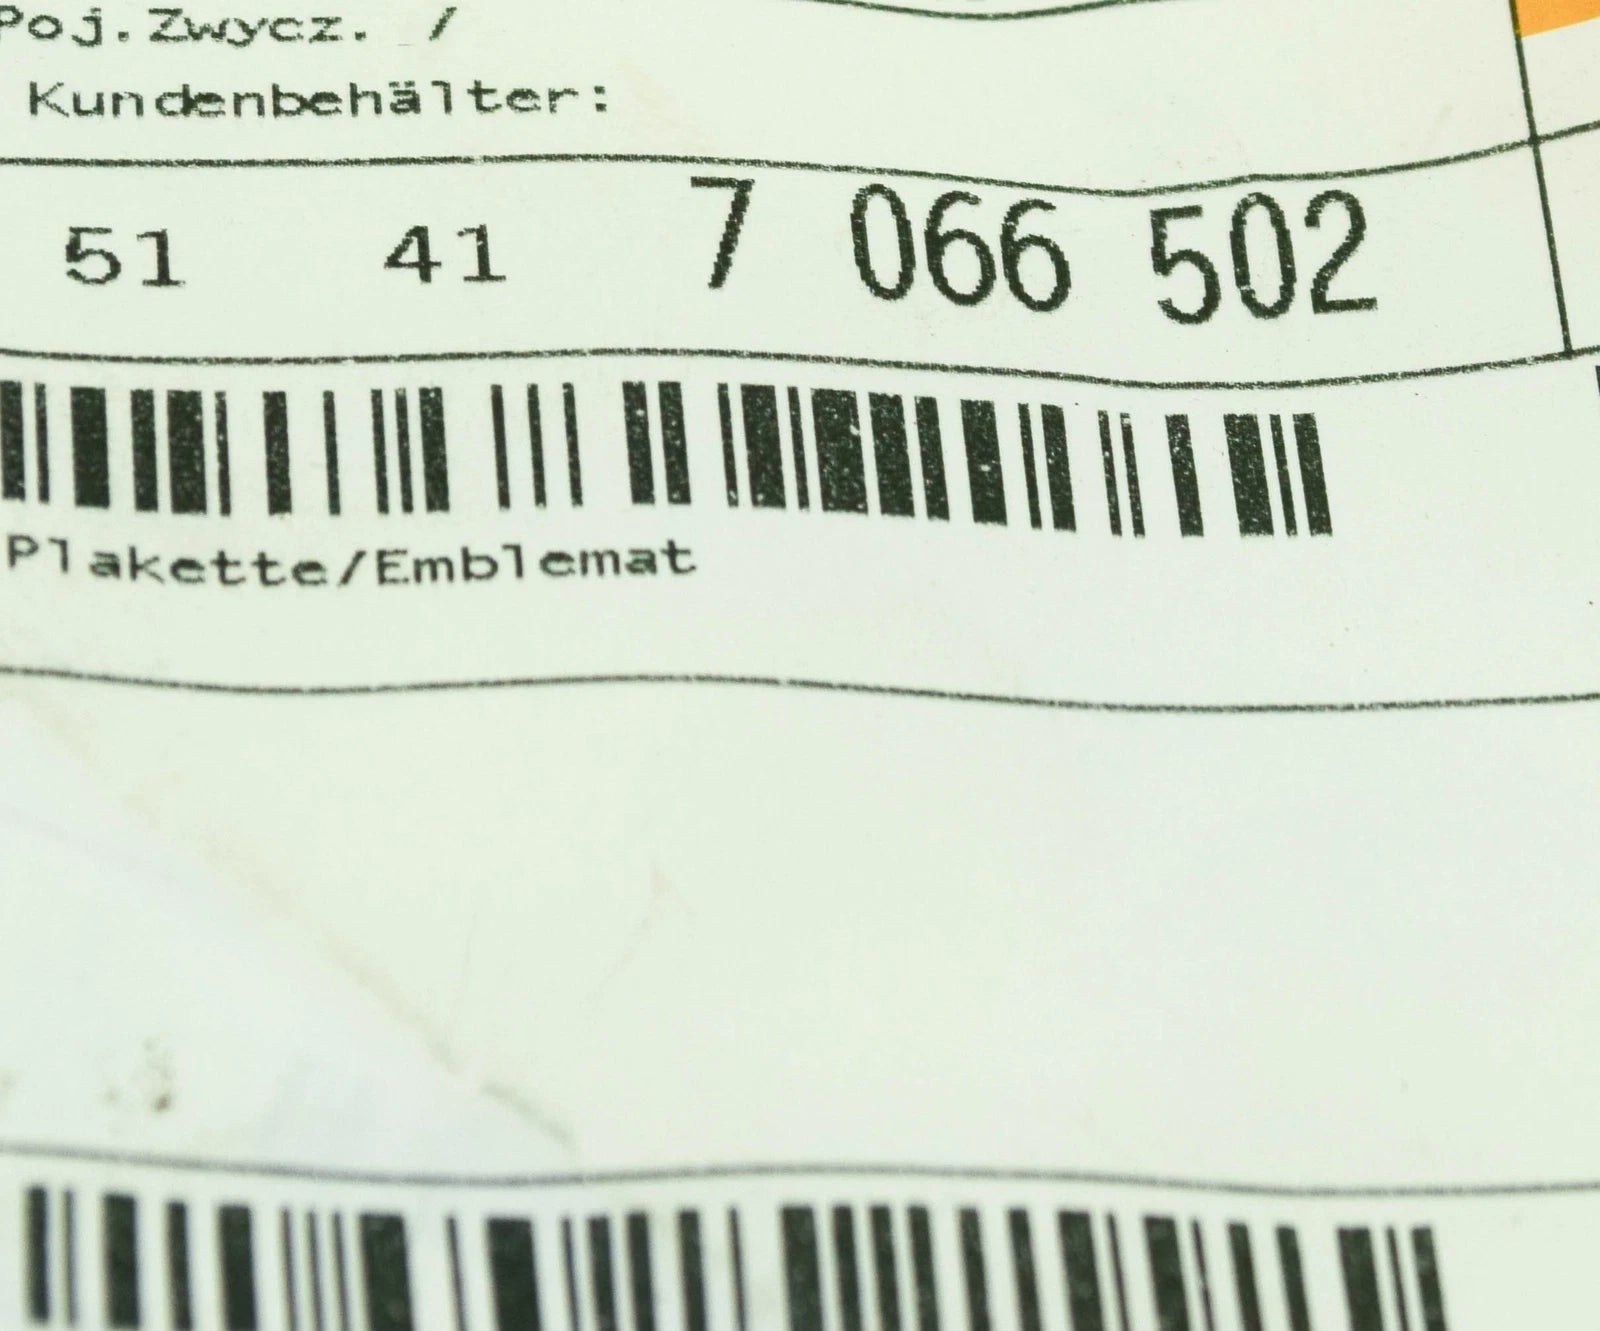 Poj.Zwycz. /
Kundenbehälter:
51 41 7 066 502
Plakette/Emblemat